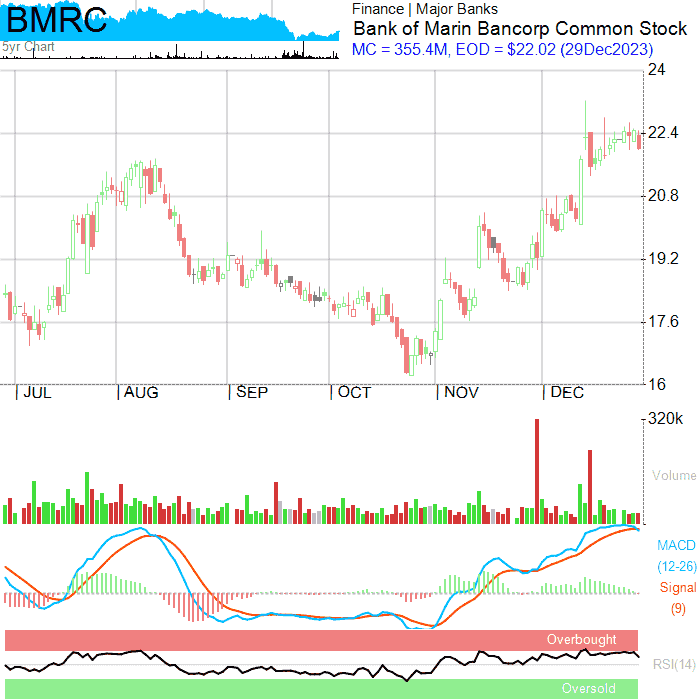 BMRC
5yr Chart
Finance | Major Banks
Bank of Marin Bancorp Common Stock
MC = 355.4M, EOD = $22.02 (29Dec2023)
24
22.4
20.8
19.2
17.6
16
JUL AUG SEP OCT NOV DEC
320k
Volume
MACD
(12-26)
Signal
(9)
Overbought
RSI(14)
Oversold